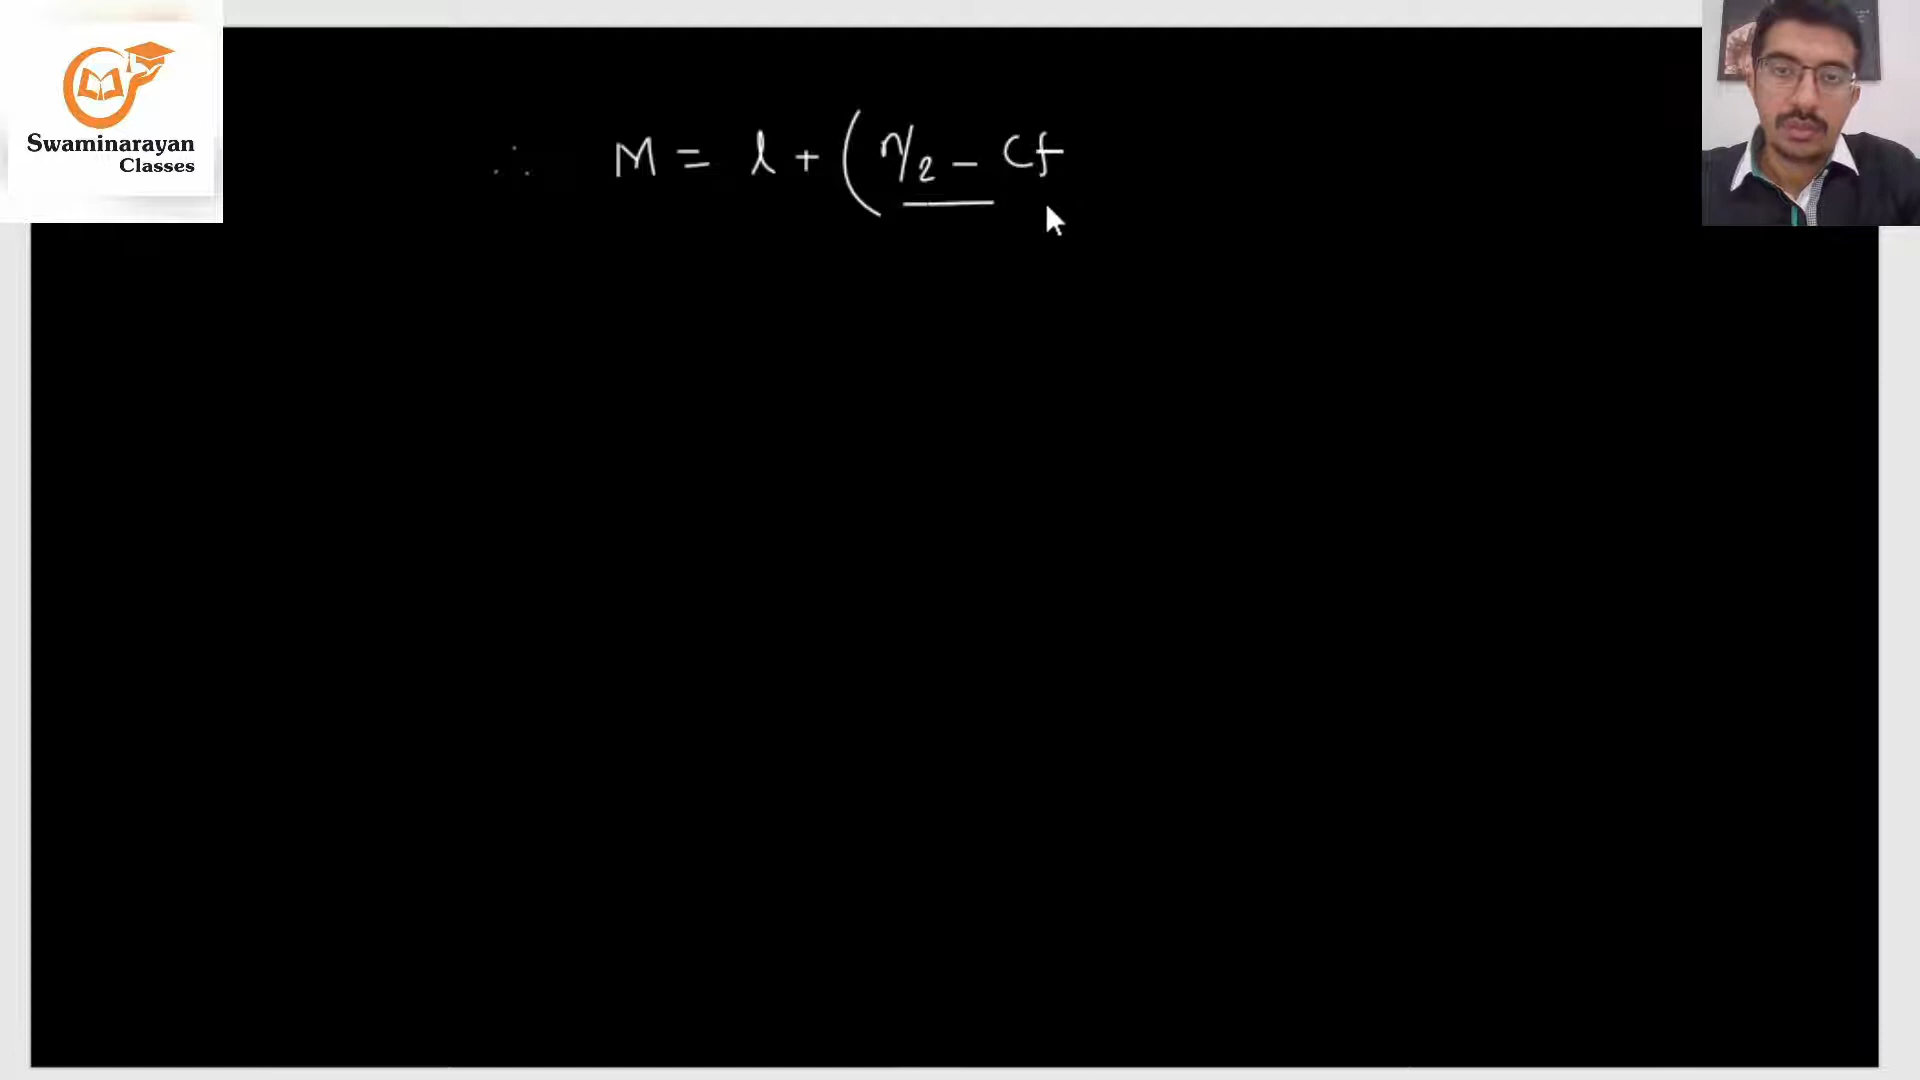 Swaminarayan
Classes
∴ M = l + ( n/2 - cf